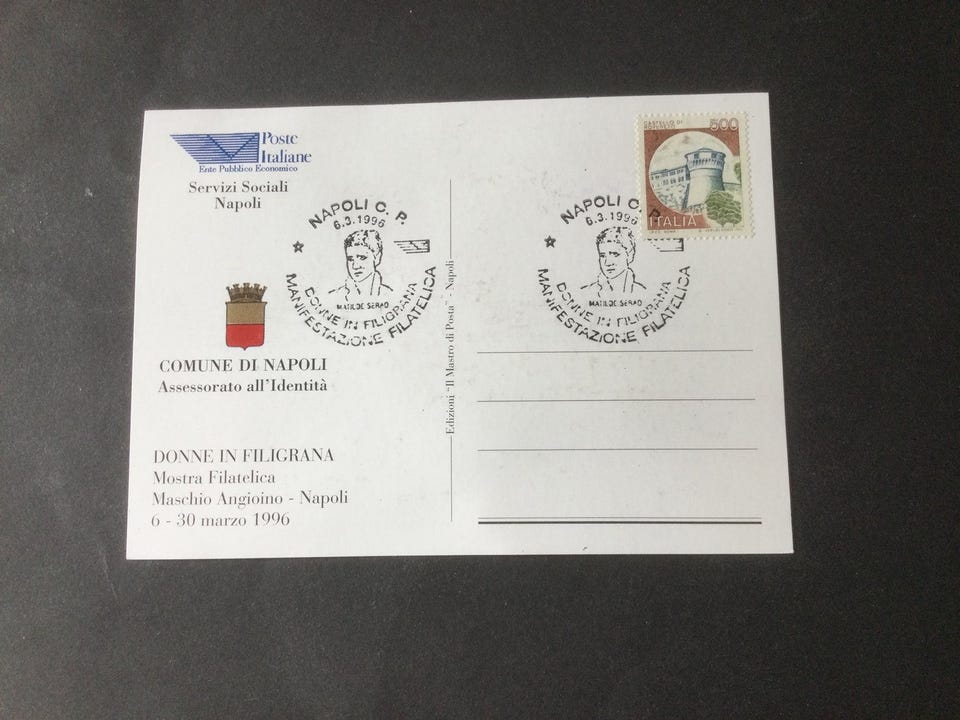 Poste
Italiane
Ente Pubblico Economico
Servizi Sociali
Napoli
NAPOLI C. P.
6.3.1996
MATILDE SERAO
DONNE IN FILIGRANA
MANIFESTAZIONE FILATELICA
COMUNE DI NAPOLI
Assessorato all'Identità
DONNE IN FILIGRANA
Mostra Filatelica
Maschio Angioino - Napoli
6 - 30 marzo 1996
Edizioni "Il Mastro di Posta" - Napoli
CASTELLO DI
500
ITALIA
NAPOLI C. P.
6.3.1996
MATILDE SERAO
DONNE IN FILIGRANA
MANIFESTAZIONE FILATELICA